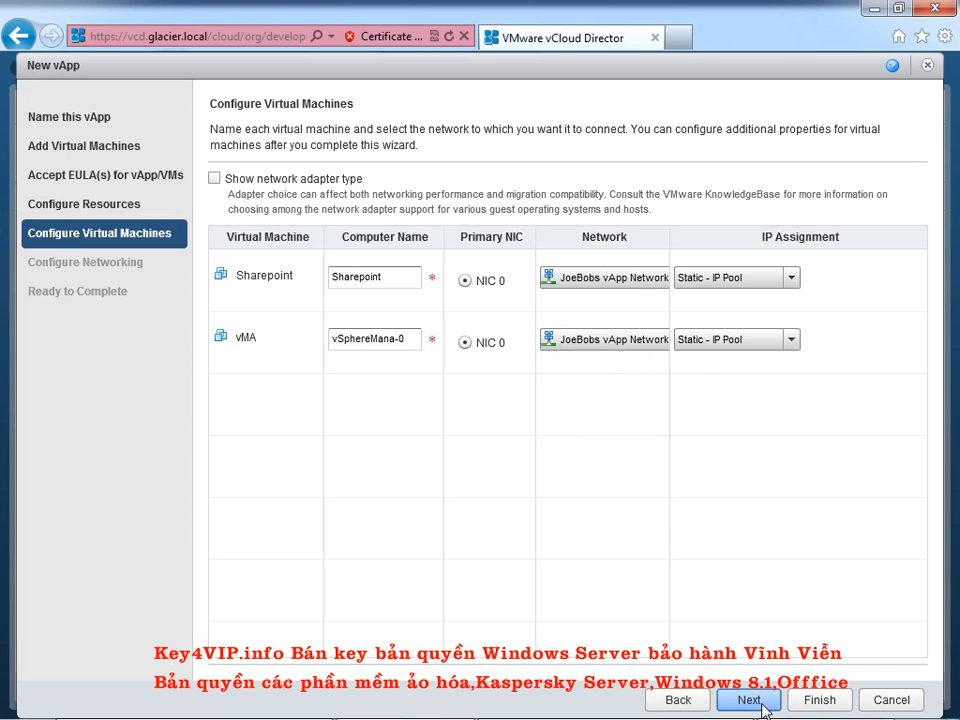 https://vcd.glacier.local/cloud/org/develop
Certificate ...
VMware vCloud Director
New vApp
Name this vApp
Add Virtual Machines
Accept EULA(s) for vApp/VMs
Configure Resources
Configure Virtual Machines
Configure Networking
Ready to Complete
Configure Virtual Machines
Name each virtual machine and select the network to which you want it to connect. You can configure additional properties for virtual
machines after you complete this wizard.
Show network adapter type
Adapter choice can affect both networking performance and migration compatibility. Consult the VMware KnowledgeBase for more information on
choosing among the network adapter support for various guest operating systems and hosts.
Virtual Machine Computer Name Primary NIC Network IP Assignment
Sharepoint Sharepoint * NIC 0 JoeBobs vApp Network Static - IP Pool
vMA vSphereMana-0 * NIC 0 JoeBobs vApp Network Static - IP Pool
Key4VIP.info Bán key bản quyền Windows Server bảo hành Vĩnh Viễn
Bản quyền các phần mềm ảo hóa,Kaspersky Server,Windows 8.1,Offfice
Back Next Finish Cancel